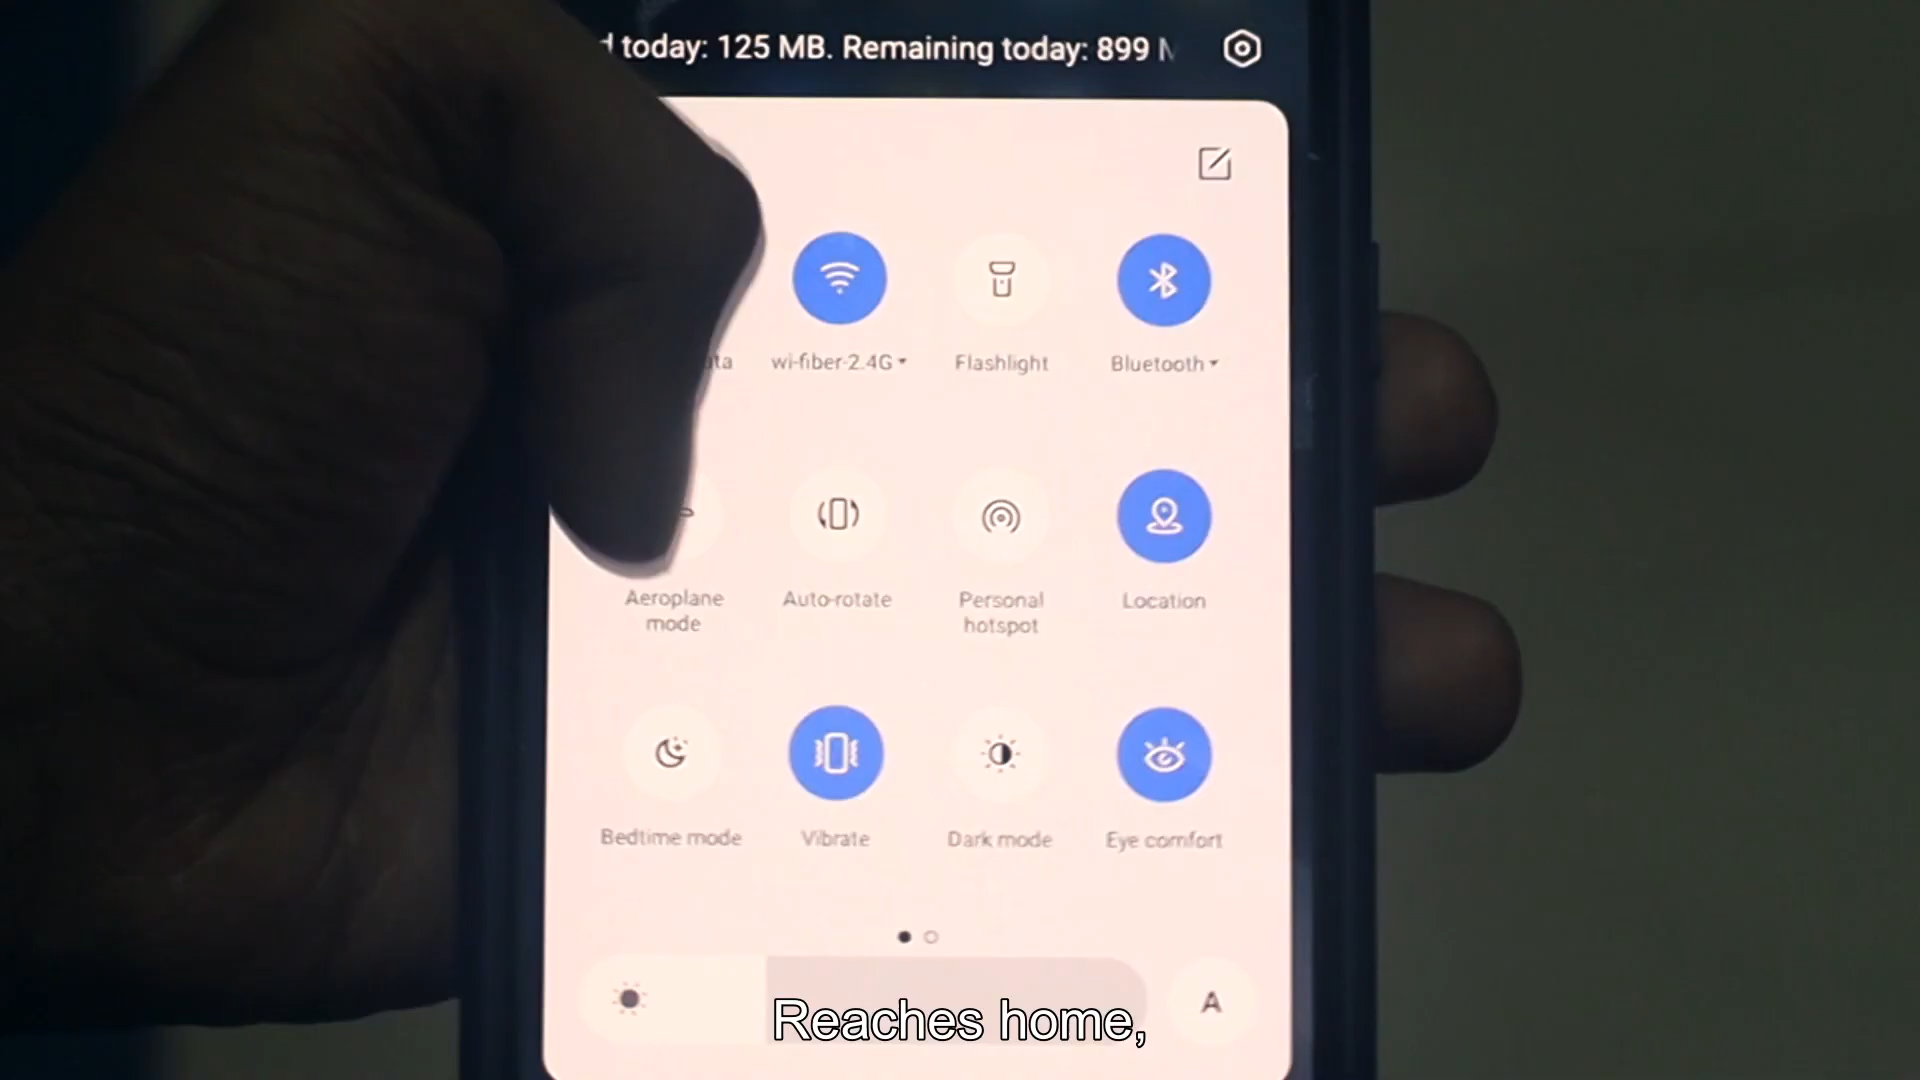 today: 125 MB. Remaining today: 899
wi-fiber-2.4G
Flashlight
Bluetooth
Aeroplane
mode
Auto-rotate
Personal
hotspot
Location
Bedtime mode
Vibrate
Dark mode
Eye comfort
A
Reaches home,